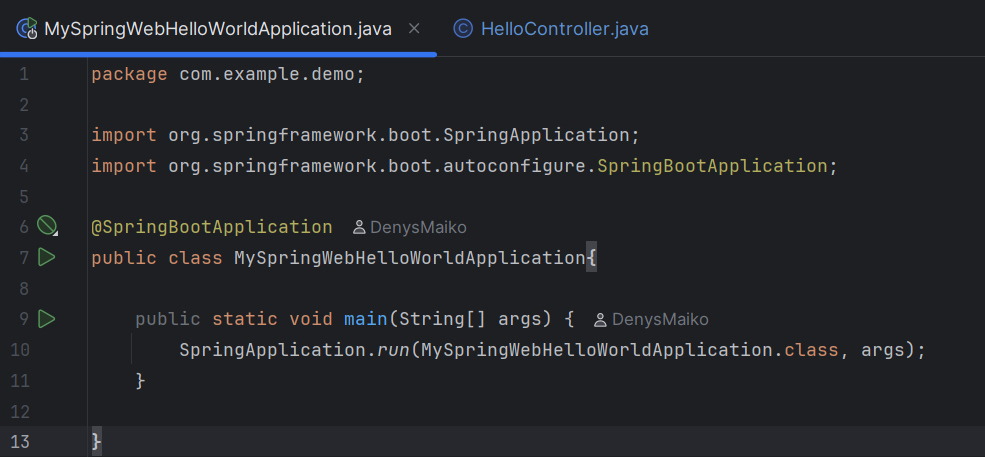 MySpringWebHelloWorldApplication.java HelloController.java
1 package com.example.demo;
2
3 import org.springframework.boot.SpringApplication;
4 import org.springframework.boot.autoconfigure.SpringBootApplication;
5
6 @SpringBootApplication DenysMaiko
7 public class MySpringWebHelloWorldApplication{
8
9 public static void main(String[] args) { DenysMaiko
10 SpringApplication.run(MySpringWebHelloWorldApplication.class, args);
11 }
12
13 }